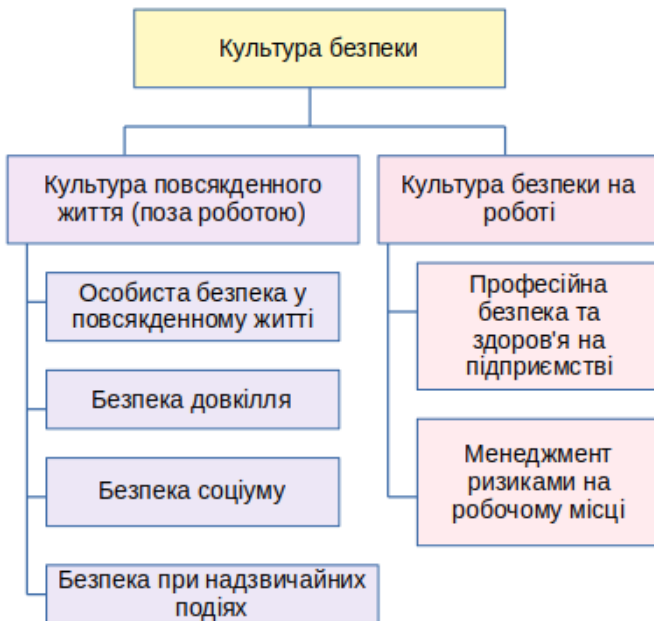 Культура безпеки
Культура повсякденного
життя (поза роботою)
Особиста безпека у
повсякденному житті
Безпека довкілля
Безпека соціуму
Безпека при надзвичайних
подіях
Культура безпеки на
роботі
Професійна
безпека та
здоров'я на
підприємстві
Менеджмент
ризиками на
робочому місці